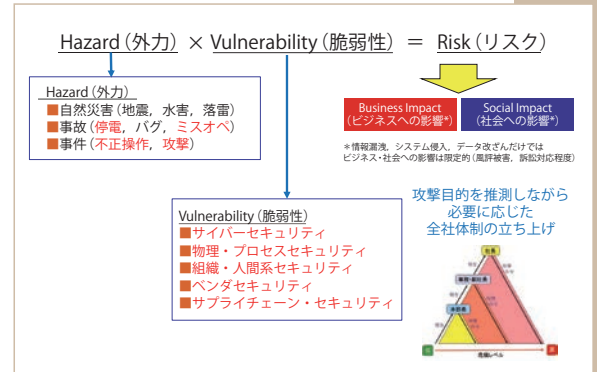 Hazard（外力）× Vulnerability（脆弱性）＝ Risk（リスク）
Hazard（外力）
■自然災害（地震，水害，落雷）
■事故（停電，バグ，ミスオペ）
■事件（不正操作，攻撃）
Business Impact
（ビジネスへの影響*）
Social Impact
（社会への影響*）
＊情報漏洩，システム侵入，データ改ざんだけでは
ビジネス・社会への影響は限定的（風評被害，訴訟対応程度）
Vulnerability（脆弱性）
■サイバーセキュリティ
■物理・プロセスセキュリティ
■組織・人間系セキュリティ
■ベンダセキュリティ
■サプライチェーン・セキュリティ
攻撃目的を推測しながら
必要に応じた
全社体制の立ち上げ
社長
危機レベル